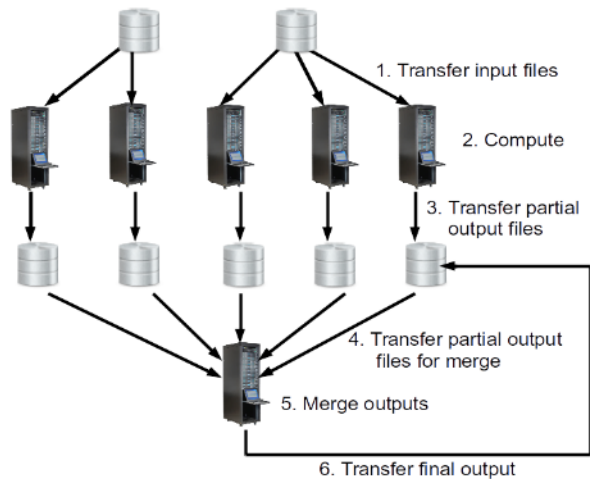 1. Transfer input files
2. Compute
3. Transfer partial
output files
4. Transfer partial output
files for merge
5. Merge outputs
6. Transfer final output